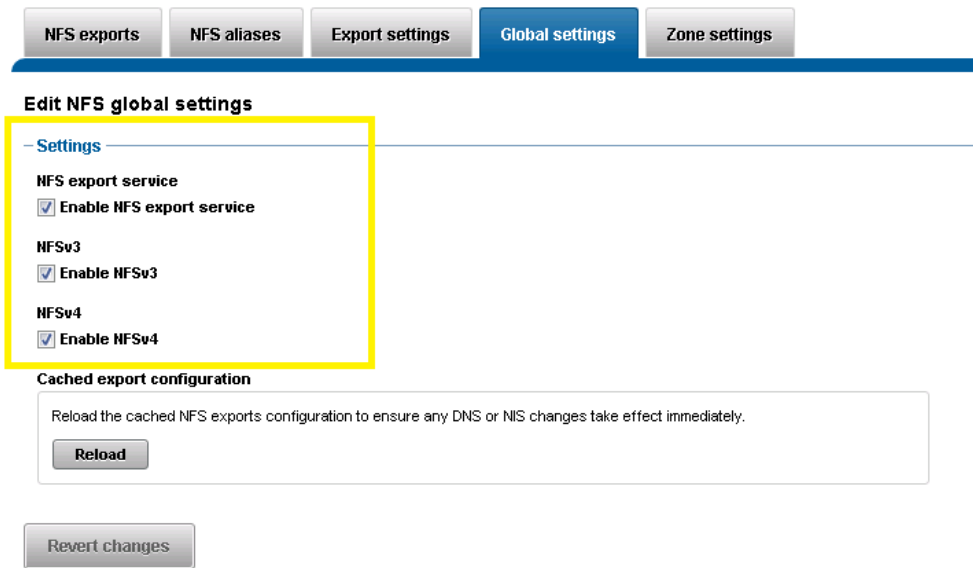 NFS exports
NFS aliases
Export settings
Global settings
Zone settings
Edit NFS global settings
Settings
NFS export service
Enable NFS export service
NFSv3
Enable NFSv3
NFSv4
Enable NFSv4
Cached export configuration
Reload the cached NFS exports configuration to ensure any DNS or NIS changes take effect immediately.
Reload
Revert changes